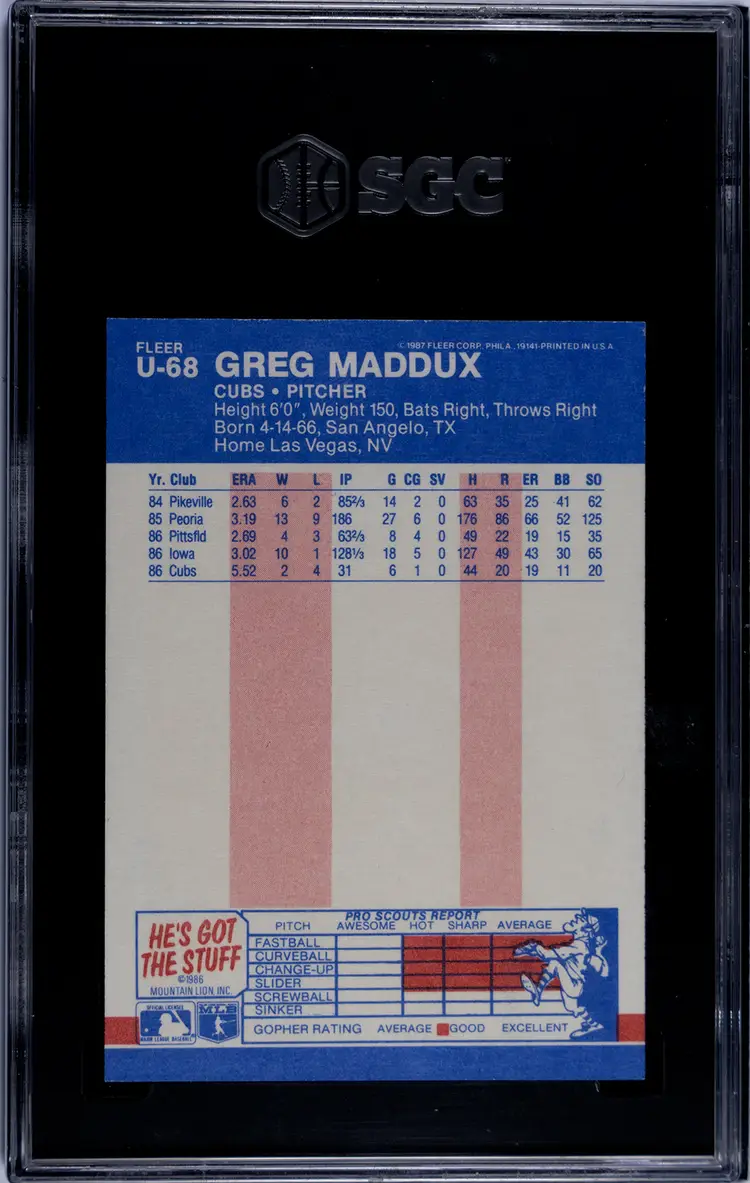 SGC
FLEER © 1987 FLEER CORP. PHILA., 19141-PRINTED IN U.S.A.
U-68 GREG MADDUX
CUBS • PITCHER
Height 6'0", Weight 150, Bats Right, Throws Right
Born 4-14-66, San Angelo, TX
Home Las Vegas, NV
Yr. Club ERA W L IP G CG SV H R ER BB SO
84 Pikeville 2.63 6 2 85⅔ 14 2 0 63 35 25 41 62
85 Peoria 3.19 13 9 186 27 6 0 176 86 66 52 125
86 Pittsfld 2.69 4 3 63⅔ 8 4 0 49 22 19 15 35
86 Iowa 3.02 10 1 128⅓ 18 5 0 127 49 43 30 65
86 Cubs 5.52 2 4 31 6 1 0 44 20 19 11 20
HE'S GOT
THE STUFF
©1986
MOUNTAIN LION, INC.
PRO SCOUTS REPORT
PITCH AWESOME HOT SHARP AVERAGE
FASTBALL
CURVEBALL
CHANGE-UP
SLIDER
SCREWBALL
SINKER
GOPHER RATING AVERAGE GOOD EXCELLENT
OFFICIAL LICENSEE
MAJOR LEAGUE BASEBALL
MLB